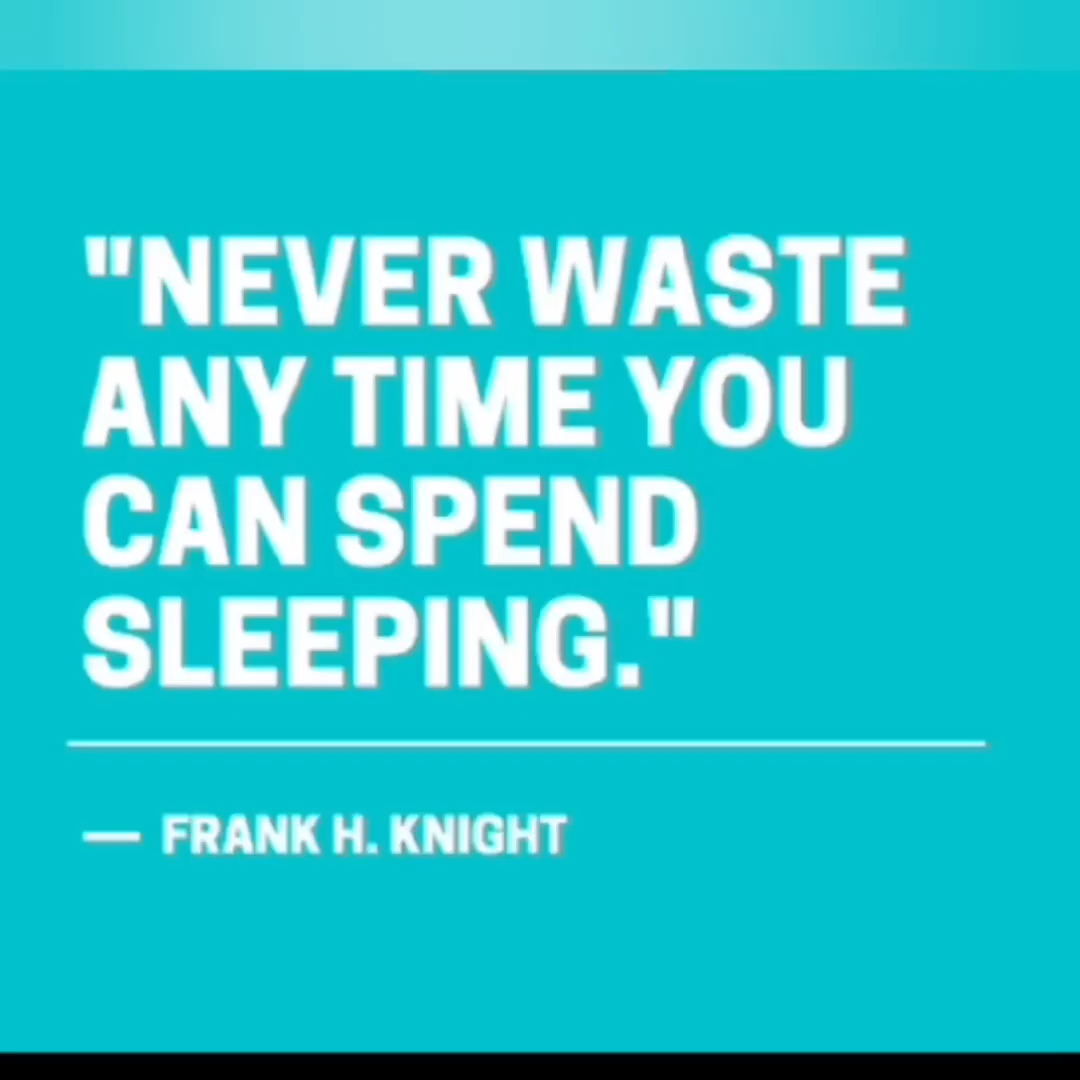 "NEVER WASTE
ANY TIME YOU
CAN SPEND
SLEEPING."
— FRANK H. KNIGHT